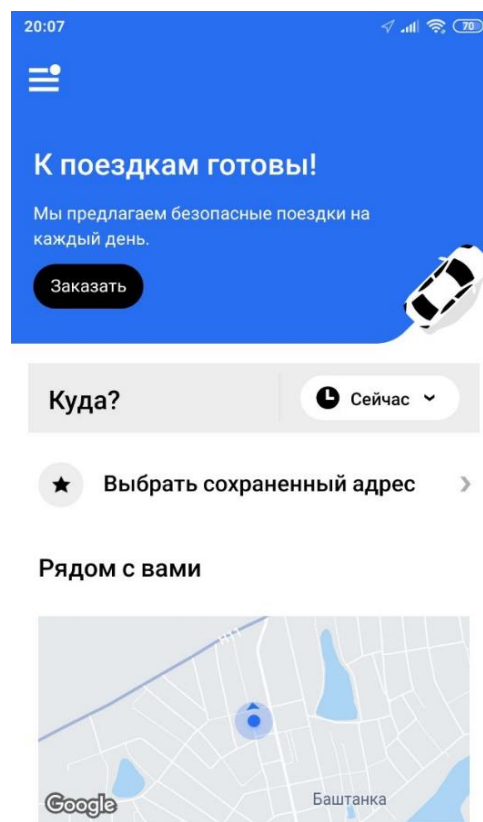 20:07
70
К поездкам готовы!
Мы предлагаем безопасные поездки на
каждый день.
Заказать
Куда?
Сейчас
Выбрать сохраненный адрес
Рядом с вами
Баштанка
Google